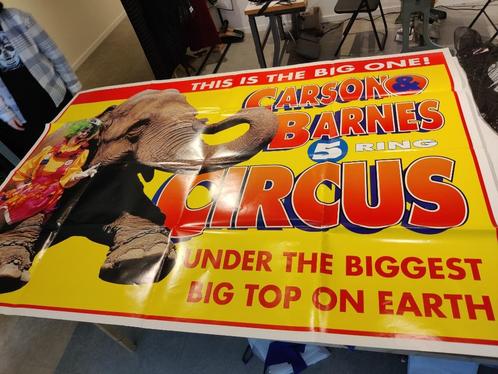 THIS IS THE BIG ONE!
CARSON &
BARNES
5 RING
CIRCUS
UNDER THE BIGGEST
BIG TOP ON EARTH